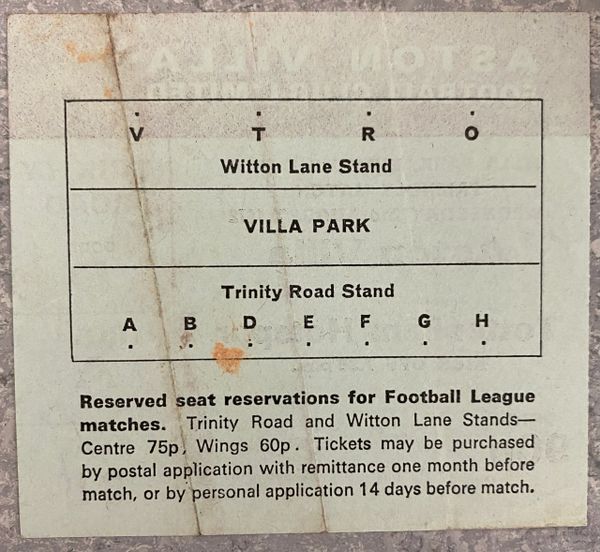 V T R O
Witton Lane Stand
VILLA PARK
Trinity Road Stand
A B D E F G H
Reserved seat reservations for Football League
matches. Trinity Road and Witton Lane Stands—
Centre 75p, Wings 60p. Tickets may be purchased
by postal application with remittance one month before
match, or by personal application 14 days before match.